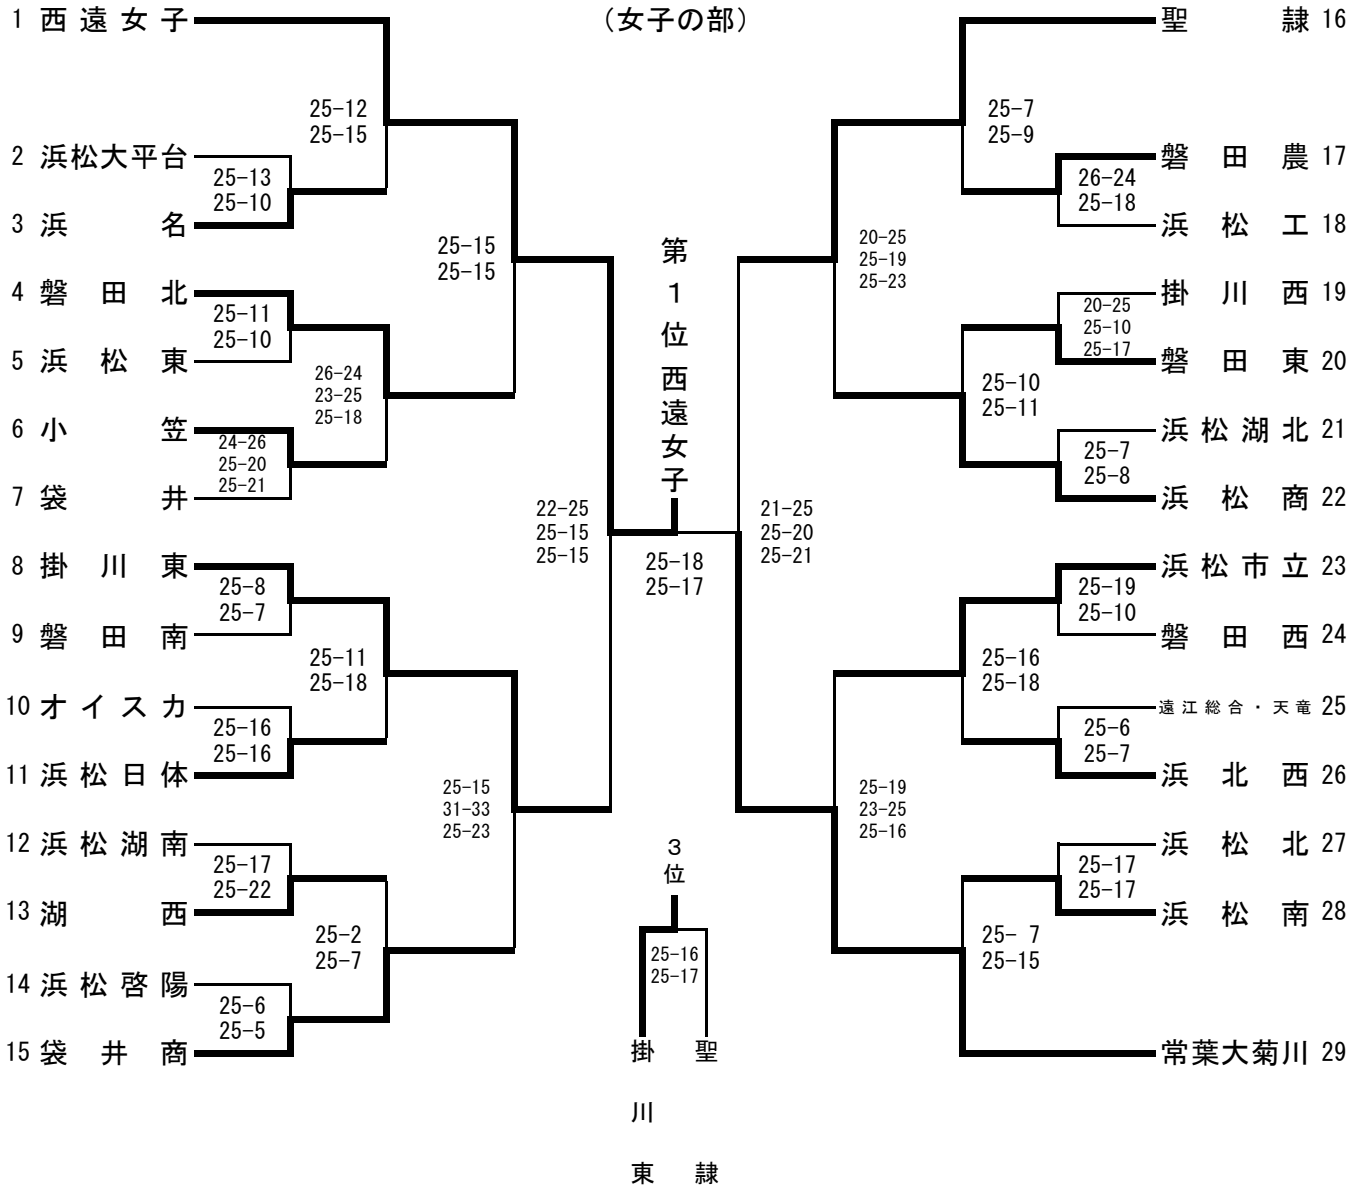 （女子の部）
1 西遠女子
25-12
25-15
2 浜松大平台
25-13
25-10
3 浜名
25-15
25-15
4 磐田北
25-11
25-10
5 浜松東
26-24
23-25
25-18
6 小笠
24-26
25-20
25-21
7 袋井
22-25
25-15
25-15
8 掛川東
25-8
25-7
9 磐田南
25-11
25-18
10 オイスカ
25-16
25-16
11 浜松日体
25-15
31-33
25-23
12 浜松湖南
25-17
25-22
13 湖西
25-2
25-7
14 浜松啓陽
25-6
25-5
15 袋井商
第1位西遠女子
25-18
25-17
3位
25-16
25-17
掛川東
聖隷
聖隷 16
25-7
25-9
磐田農 17
26-24
25-18
浜松工 18
20-25
25-19
25-23
掛川西 19
20-25
25-10
25-17
磐田東 20
25-10
25-11
浜松湖北 21
25-7
25-8
浜松商 22
21-25
25-20
25-21
浜松市立 23
25-19
25-10
磐田西 24
25-16
25-18
遠江総合・天竜 25
25-6
25-7
浜北西 26
25-19
23-25
25-16
浜松北 27
25-17
25-17
浜松南 28
25- 7
25-15
常葉大菊川 29